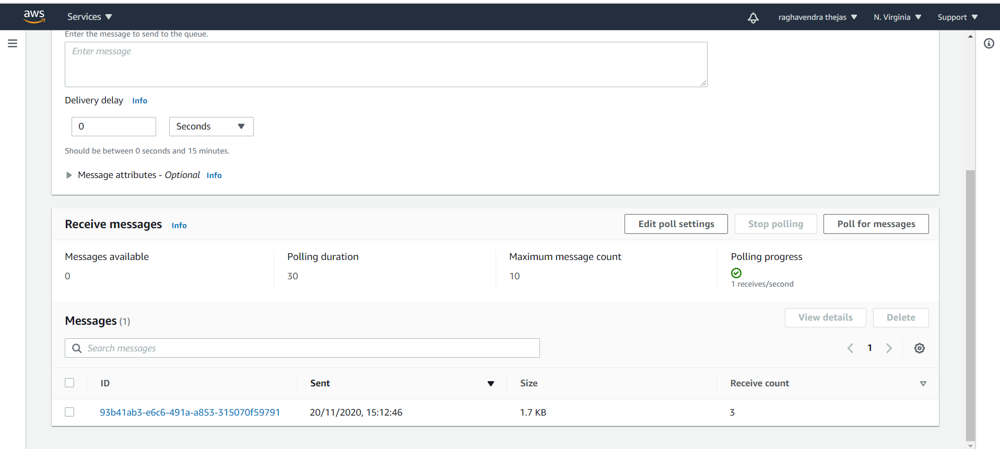 aws Services raghavendra thejas N. Virginia Support
Enter the message to send to the queue.
Enter message
Delivery delay Info
0 Seconds
Should be between 0 seconds and 15 minutes.
Message attributes - Optional Info
Receive messages Info Edit poll settings Stop polling Poll for messages
Messages available Polling duration Maximum message count Polling progress
0 30 10
1 receives/second
Messages (1) View details Delete
Search messages 1
ID Sent Size Receive count
93b41ab3-e6c6-491a-a853-315070f59791 20/11/2020, 15:12:46 1.7 KB 3